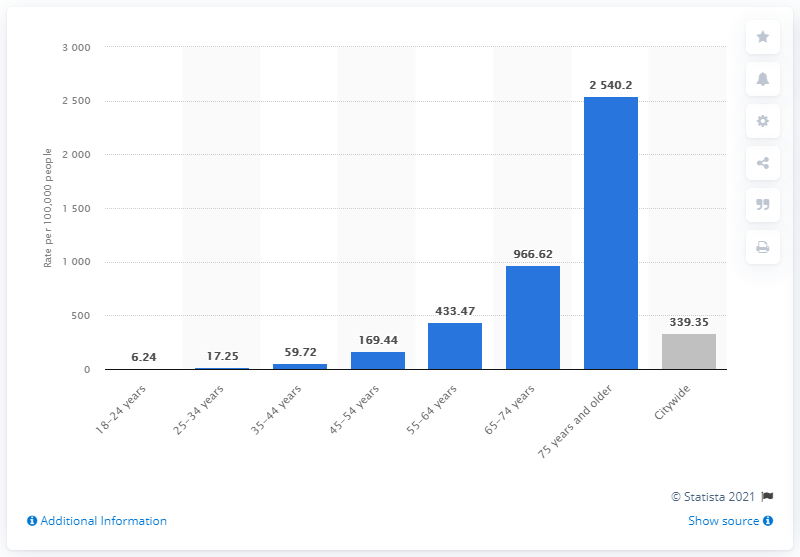 3 000
2 500
2 000
1 500
1 000
500
0
Rate per 100,000 people
6.24
17.25
59.72
169.44
433.47
966.62
2 540.2
339.35
18–24 years
25–34 years
35–44 years
45–54 years
55–64 years
65–74 years
75 years and older
Citywide
© Statista 2021
Additional Information
Show source